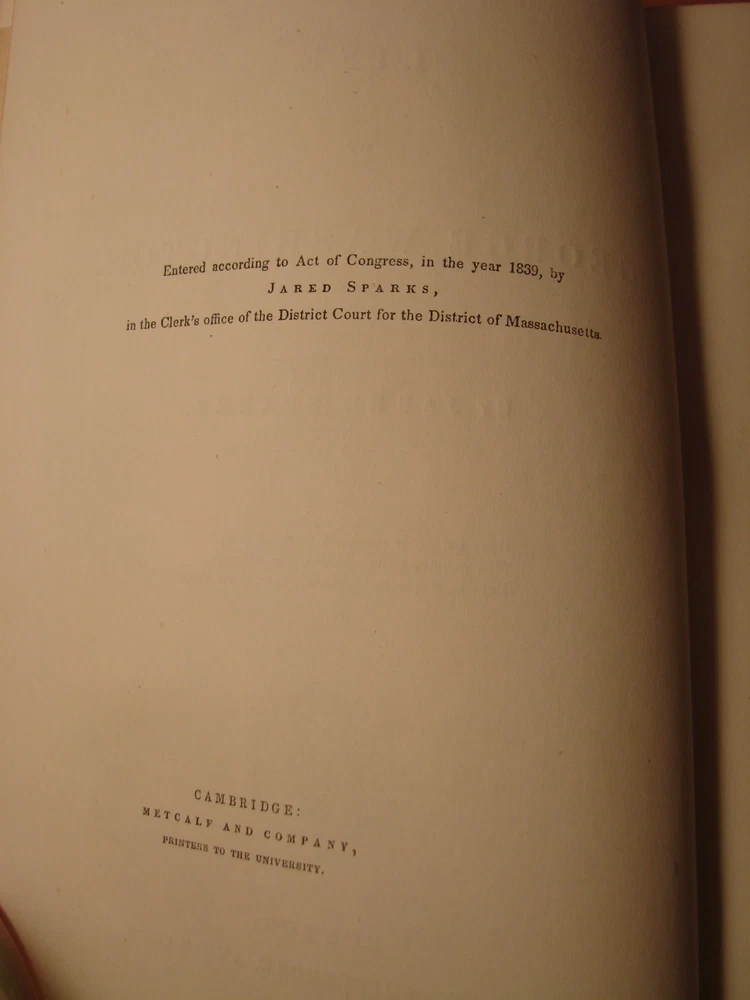 Entered according to Act of Congress, in the year 1839, by
JARED SPARKS,
in the Clerk's office of the District Court for the District of Massachusetts.
CAMBRIDGE:
METCALF AND COMPANY,
PRINTERS TO THE UNIVERSITY.